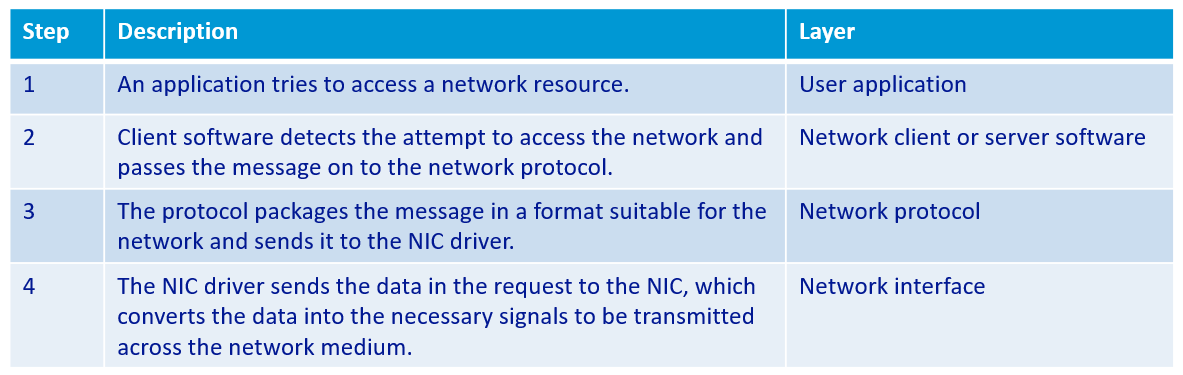 Step Description Layer
1 An application tries to access a network resource. User application
2 Client software detects the attempt to access the network and Network client or server software
passes the message on to the network protocol.
3 The protocol packages the message in a format suitable for the Network protocol
network and sends it to the NIC driver.
4 The NIC driver sends the data in the request to the NIC, which Network interface
converts the data into the necessary signals to be transmitted
across the network medium.